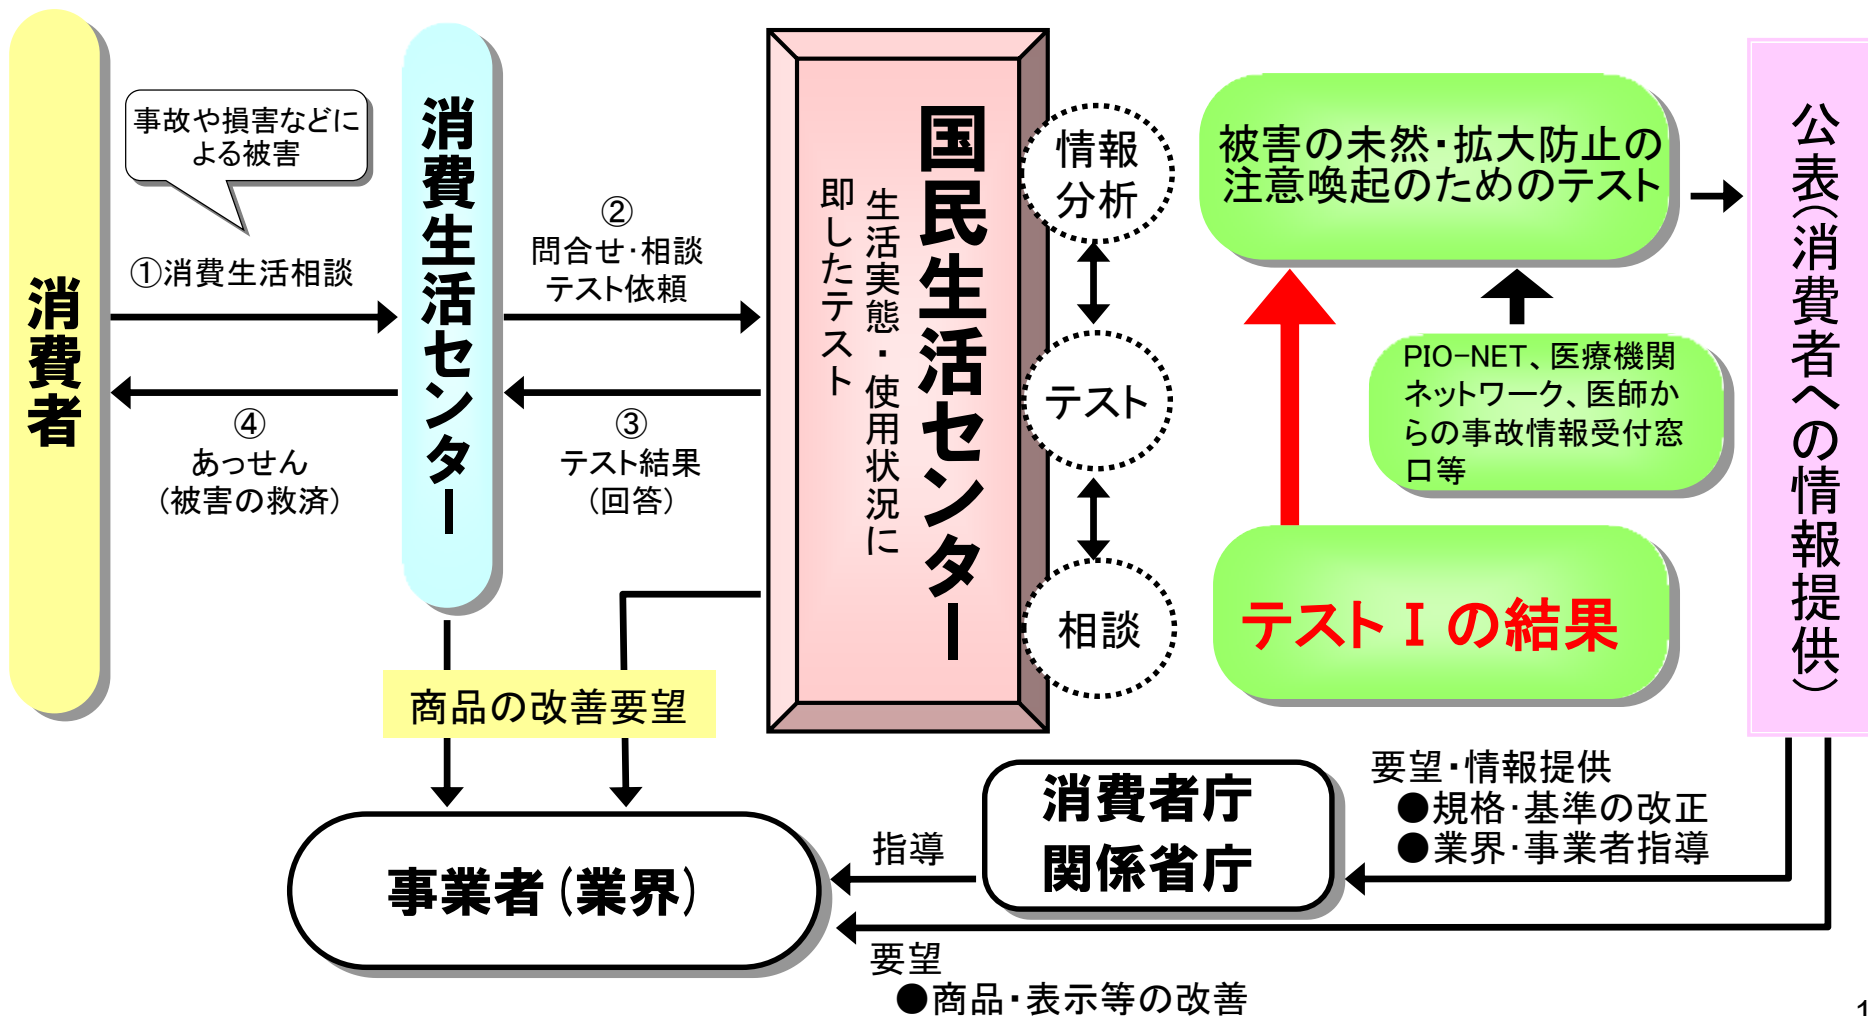 消費者
事故や損害などに
よる被害
①消費生活相談
④
あっせん
(被害の救済)
消費生活センター
②
問合せ・相談
テスト依頼
③
テスト結果
(回答)
国民生活センター
生活実態・使用状況に
即したテスト
情報
分析
テスト
相談
被害の未然・拡大防止の
注意喚起のためのテスト
PIO-NET、医療機関
ネットワーク、医師か
らの事故情報受付窓
口等
テストⅠの結果
公表(消費者への情報提供)
商品の改善要望
事業者(業界)
指導
消費者庁
関係省庁
要望・情報提供
●規格・基準の改正
●業界・事業者指導
要望
●商品・表示等の改善
1